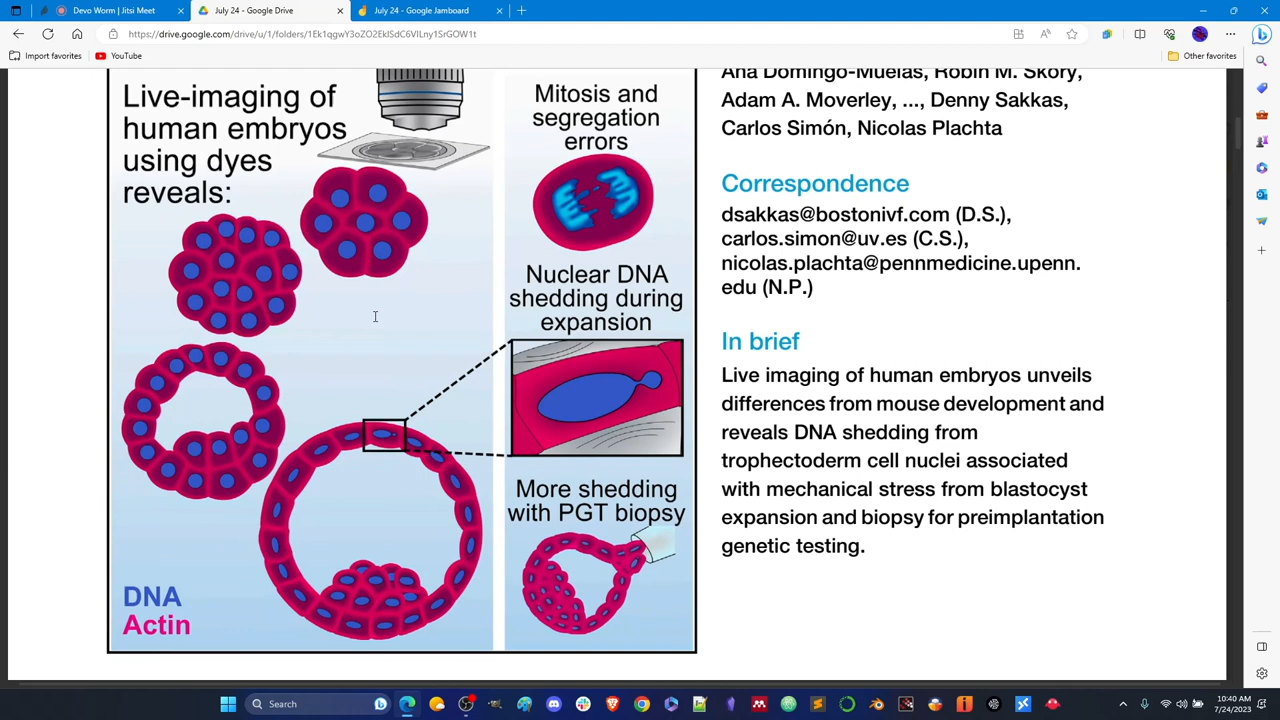 Devo Worm | Jitsi Meet
July 24 - Google Drive
July 24 - Google Jamboard
https://drive.google.com/drive/u/1/folders/1Ek1qgwY3oZO2EklSdC6VlLny1SrGOW1t
Import favorites
YouTube
Other favorites
Live-imaging of
human embryos
using dyes
reveals:
DNA
Actin
Mitosis and
segregation
errors
Nuclear DNA
shedding during
expansion
More shedding
with PGT biopsy
Ana Domingo-Muelas, Robin M. Skory,
Adam A. Moverley, ..., Denny Sakkas,
Carlos Simón, Nicolas Plachta
Correspondence
dsakkas@bostonivf.com (D.S.),
carlos.simon@uv.es (C.S.),
nicolas.plachta@pennmedicine.upenn.
edu (N.P.)
In brief
Live imaging of human embryos unveils
differences from mouse development and
reveals DNA shedding from
trophectoderm cell nuclei associated
with mechanical stress from blastocyst
expansion and biopsy for preimplantation
genetic testing.
Search
10:40 AM
7/24/2023